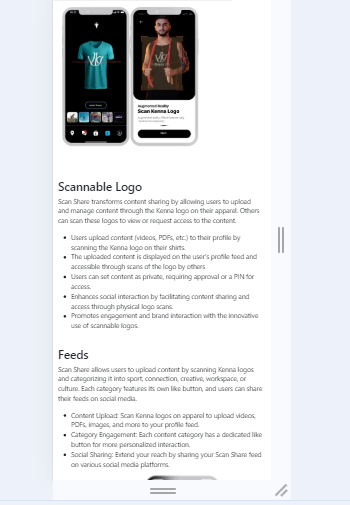 Augmented Reality
Scan Kenna Logo
Scannable Logo
Scan Share transforms content sharing by allowing users to upload
and manage content through the Kenna logo on their apparel. Others
can scan these logos to view or request access to the content.
Users upload content (videos, PDFs, etc.) to their profile by
scanning the Kenna logo on their shirts.
The uploaded content is displayed on the user's profile feed and
accessible through scans of the logo by others
Users can set content as private, requiring approval or a PIN for
access.
Enhances social interaction by facilitating content sharing and
access through physical logo scans.
Promotes engagement and brand interaction with the innovative
use of scannable logos.
Feeds
Scan Share allows users to upload content by scanning Kenna logos
and categorizing it into sport, connection, creative, workspace, or
culture. Each category features its own like button, and users can share
their feeds on social media.
Content Upload: Scan Kenna logos on apparel to upload videos,
PDFs, images, and more to your profile feed.
Category Engagement: Each content category has a dedicated like
button for more personalized interaction.
Social Sharing: Extend your reach by sharing your Scan Share feed
on various social media platforms.